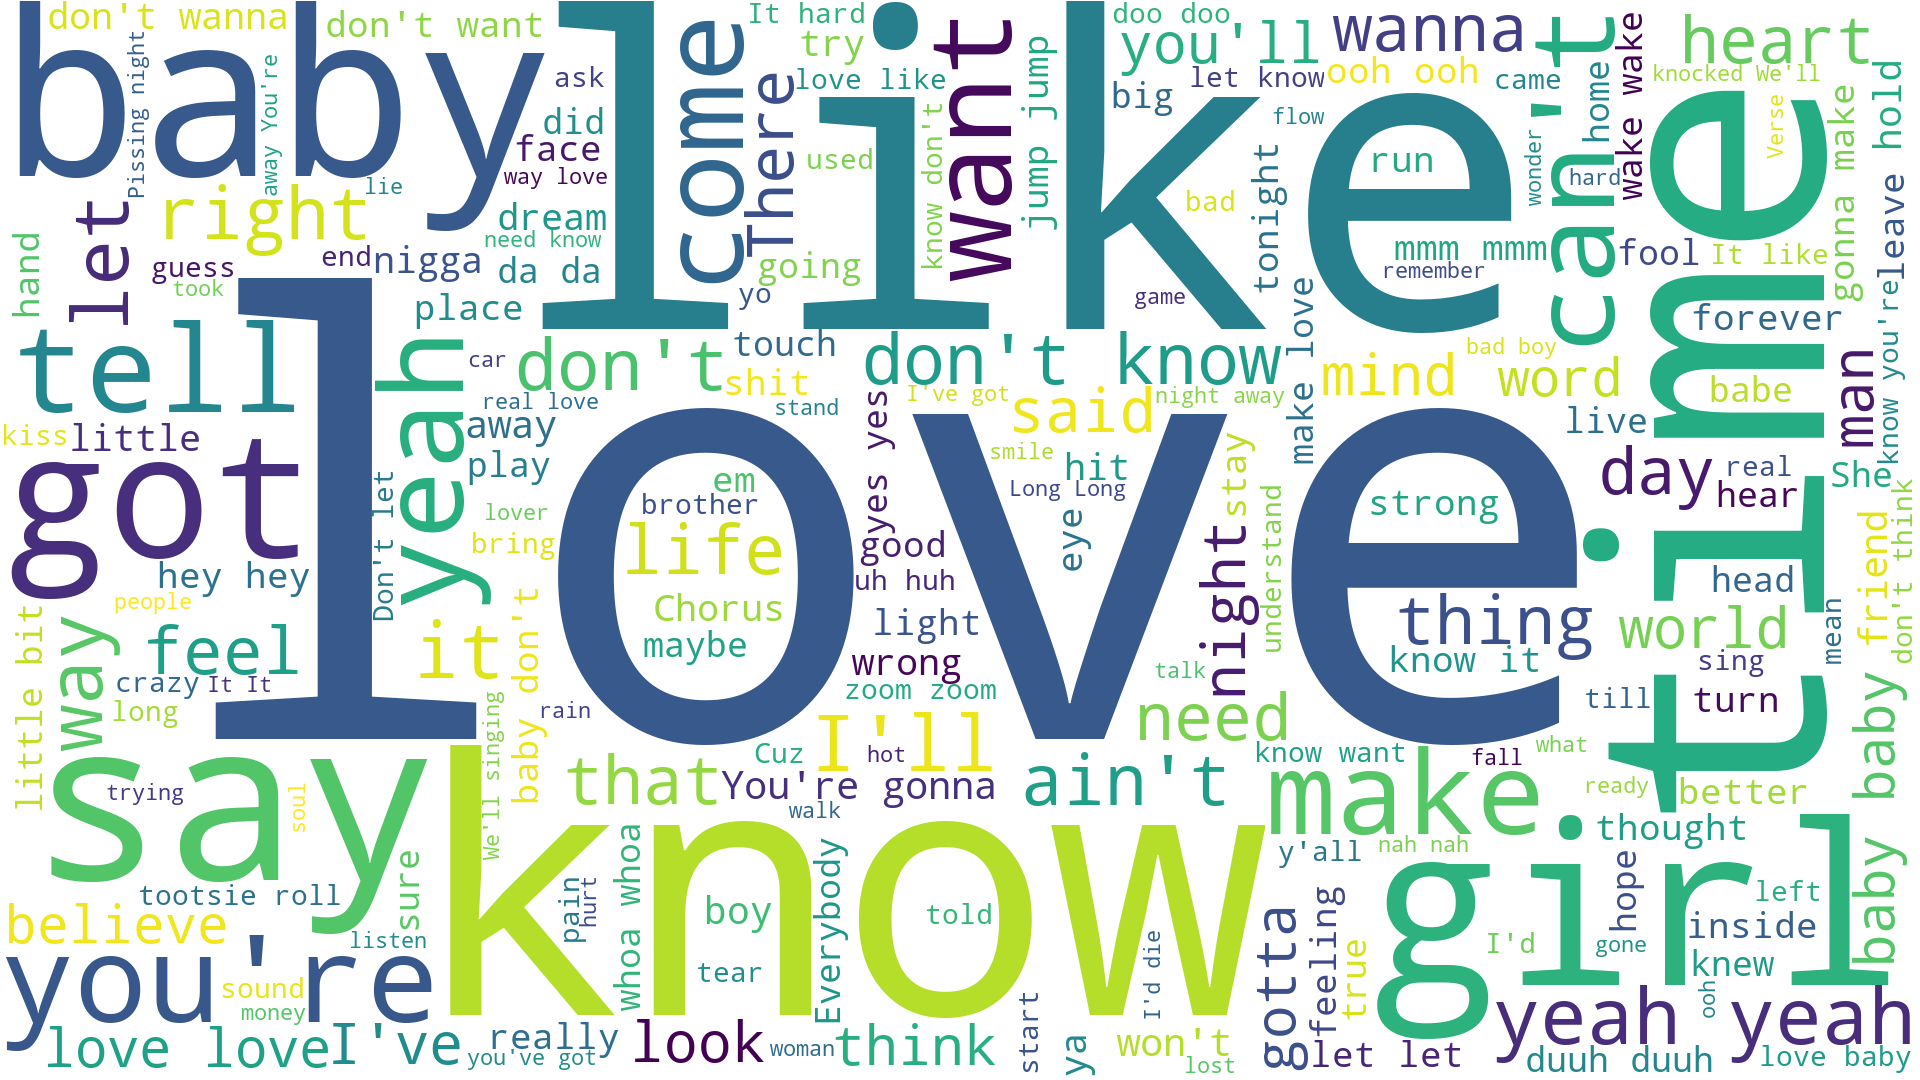 don't wanna
don't want
It hard
doo doo
baby
like
come
want
try
you'll
wanna
can't
heart
Pissing night
away You're
ask
There
love like
jump jump
big
let know
ooh ooh
came
home
wake wake
knocked We'll
me
Verse
gonna make
leave
hold
did
face
way love
used
know don't
flow
run
wonder
hard
lie
right
let
dream
need know
bad
tonight
mmm mmm
remember
fool
It like
hand
guess
took
end
nigga
da da
going
place
yo
game
make love
forever
know you're
tell
yeah
car
don't
touch
don't know
bad boy
mind
word
babe
man
shit
real love
stand
I've got
night away
said
kiss
little
away
yes yes
live
got
love
time
play
smile
hit
stay
day
real
She
Don't let
em
Long Long
hear
brother
strong
understand
don't think
lover
life
eye
friend
bring
good
night
hey hey
uh huh
head
people
Chorus
thing
world
little bit
way
feel
it
baby don't
maybe
light
know it
mean
wrong
talk
sing
crazy
It It
zoom zoom
till
turn
long
rain
We'll singing
I'll
need
baby baby
say
Cuz
hot
know want
what
fall
that
You're gonna
ain't
make
ready
better
trying
soul
walk
know
girl
thought
Everybody
y'all
nah nah
tootsie roll
sure
pain
hurt
whoa whoa
boy
told
hope
left
believe
listen
gotta
feeling
true
I'd
gone
inside
you're
tear
I'd die
knew
sound
money
start
ooh
yeah yeah
love love
I've
really
you've got
look
woman
think
ya
won't
lost
let let
duuh duuh
love baby